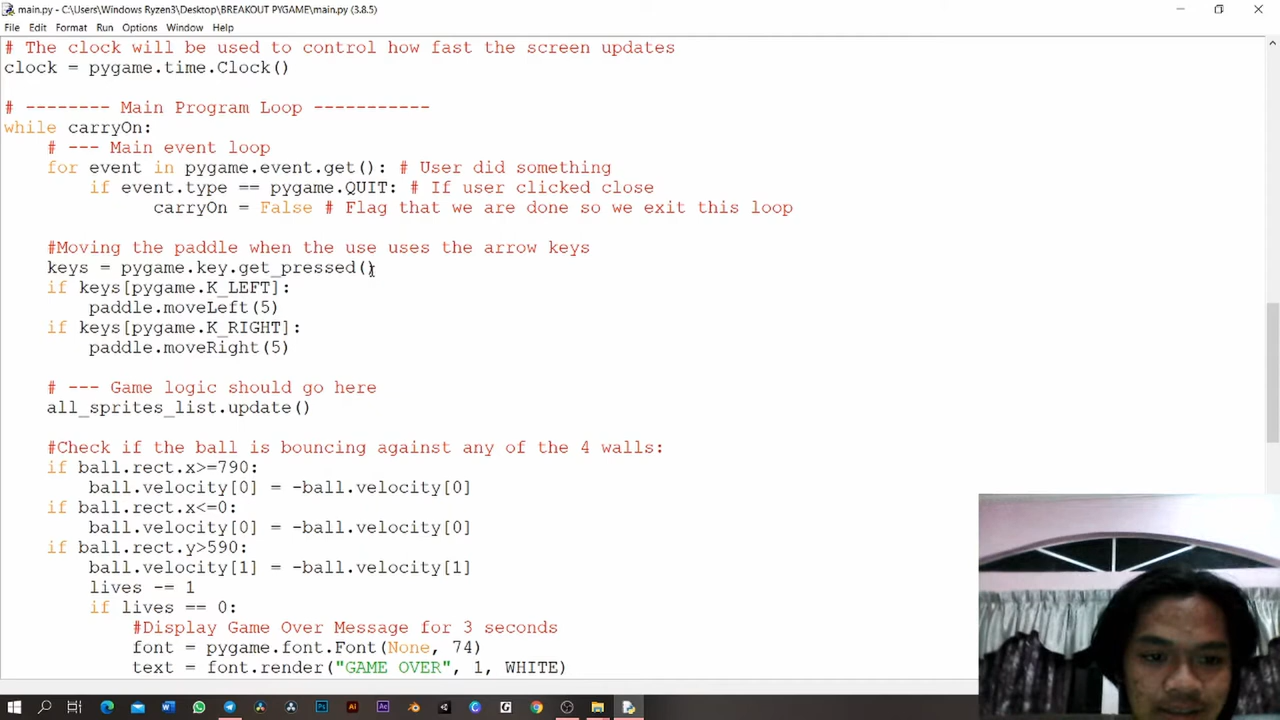 main.py - C:\Users\Windows Ryzen3\Desktop\BREAKOUT PYGAME\main.py (3.8.5)
File Edit Format Run Options Window Help
# The clock will be used to control how fast the screen updates
clock = pygame.time.Clock()
# -------- Main Program Loop -----------
while carryOn:
# --- Main event loop
for event in pygame.event.get(): # User did something
if event.type == pygame.QUIT: # If user clicked close
carryOn = False # Flag that we are done so we exit this loop
#Moving the paddle when the use uses the arrow keys
keys = pygame.key.get_pressed()
if keys[pygame.K_LEFT]:
paddle.moveLeft(5)
if keys[pygame.K_RIGHT]:
paddle.moveRight(5)
# --- Game logic should go here
all_sprites_list.update()
#Check if the ball is bouncing against any of the 4 walls:
if ball.rect.x>=790:
ball.velocity[0] = -ball.velocity[0]
if ball.rect.x<=0:
ball.velocity[0] = -ball.velocity[0]
if ball.rect.y>590:
ball.velocity[1] = -ball.velocity[1]
lives -= 1
if lives == 0:
#Display Game Over Message for 3 seconds
font = pygame.font.Font(None, 74)
text = font.render("GAME OVER", 1, WHITE)